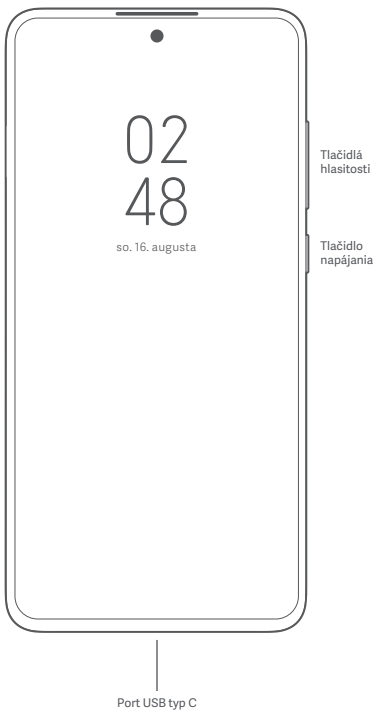 02
48
so. 16. augusta
Tlačidlá
hlasitosti
Tlačidlo
napájania
Port USB typ C